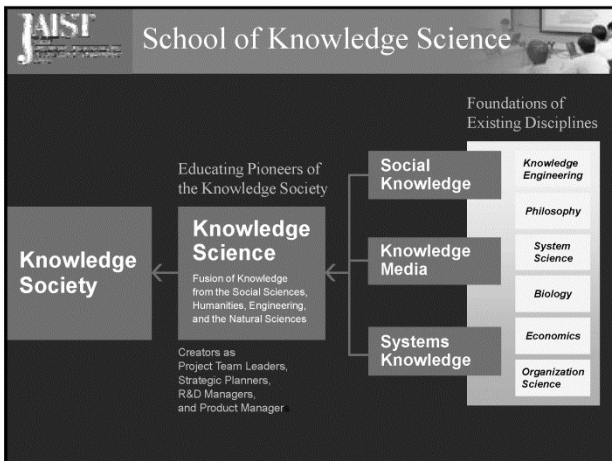 JAIST
School of Knowledge Science
Foundations of
Existing Disciplines
Educating Pioneers of
the Knowledge Society
Knowledge
Society
Knowledge
Science
Fusion of Knowledge
from the Social Sciences,
Humanities, Engineering,
and the Natural Sciences
Creators as
Project Team Leaders,
Strategic Planners,
R&D Managers,
and Product Managers
Social
Knowledge
Knowledge
Media
Systems
Knowledge
Knowledge
Engineering
Philosophy
System
Science
Biology
Economics
Organization
Science